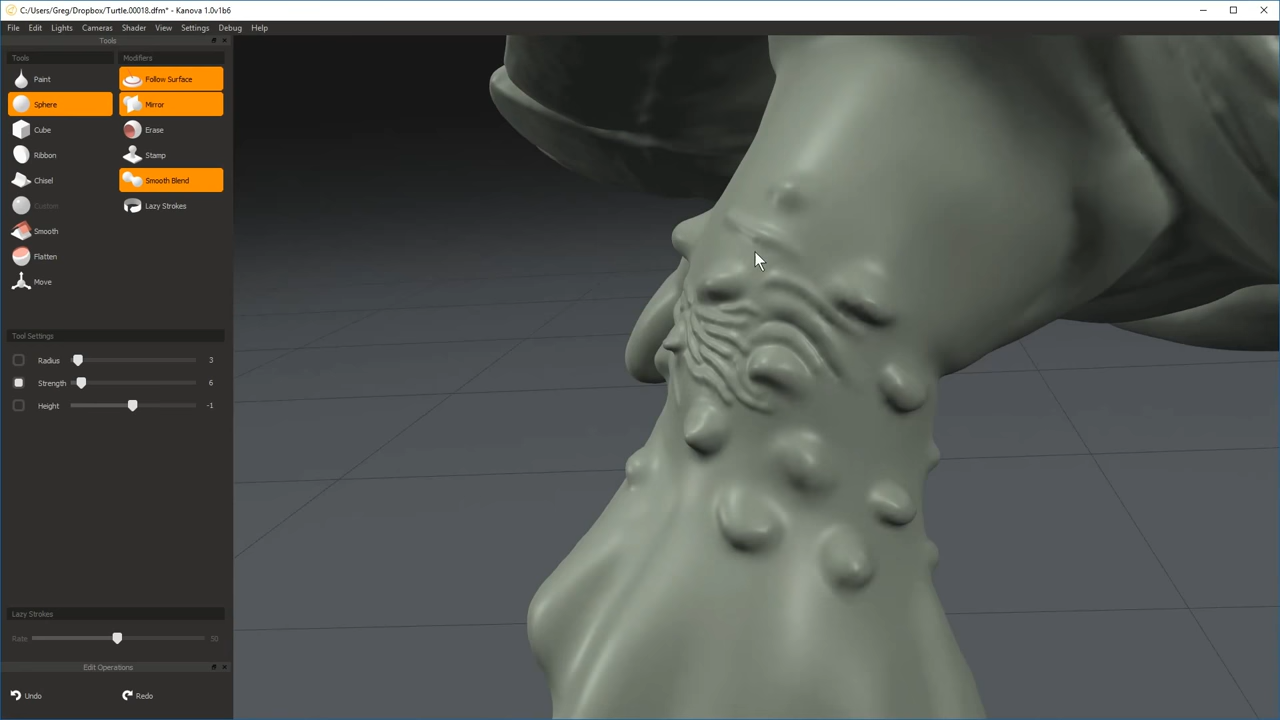 C:/Users/Greg/Dropbox/Turtle.00018.dfm* - Kanova 1.0v1b6
File Edit Lights Cameras Shader View Settings Debug Help
Tools
Tools Modifiers
Paint Follow Surface
Sphere Mirror
Cube Erase
Ribbon Stamp
Chisel Smooth Blend
Custom Lazy Strokes
Smooth
Flatten
Move
Tool Settings
Radius 3
Strength 6
Height -1
Lazy Strokes
Rate 50
Edit Operations
Undo Redo